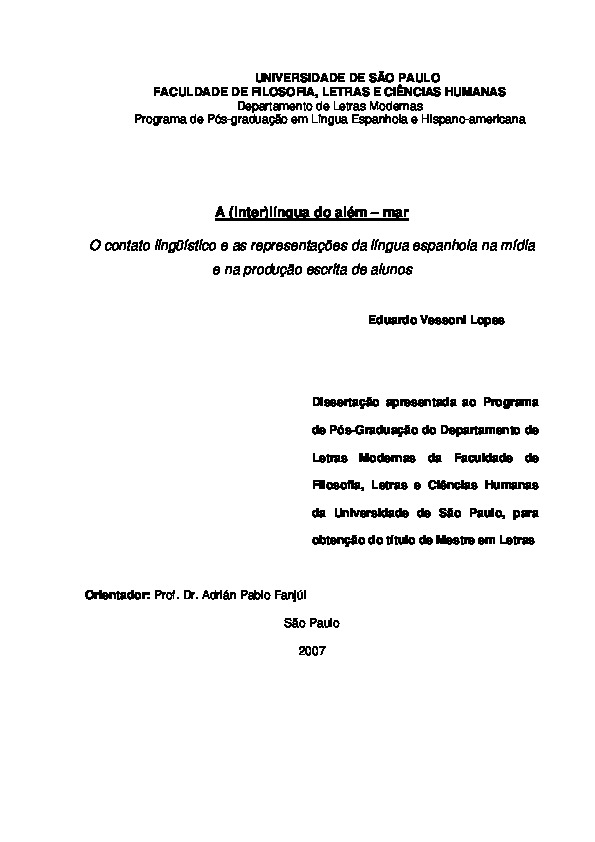 UNIVERSIDADE DE SÃO PAULO
FACULDADE DE FILOSOFIA, LETRAS E CIÊNCIAS HUMANAS
Departamento de Letras Modernas
Programa de Pós-graduação em Língua Espanhola e Hispano-americana
A (inter)língua do além – mar
O contato lingüístico e as representações da língua espanhola na mídia
e na produção escrita de alunos
Eduardo Vessoni Lopes
Dissertação apresentada ao Programa
de Pós-Graduação do Departamento de
Letras Modernas da Faculdade de
Filosofia, Letras e Ciências Humanas
da Universidade de São Paulo, para
obtenção do título de Mestre em Letras
Orientador: Prof. Dr. Adrián Pablo Fanjúl
São Paulo
2007